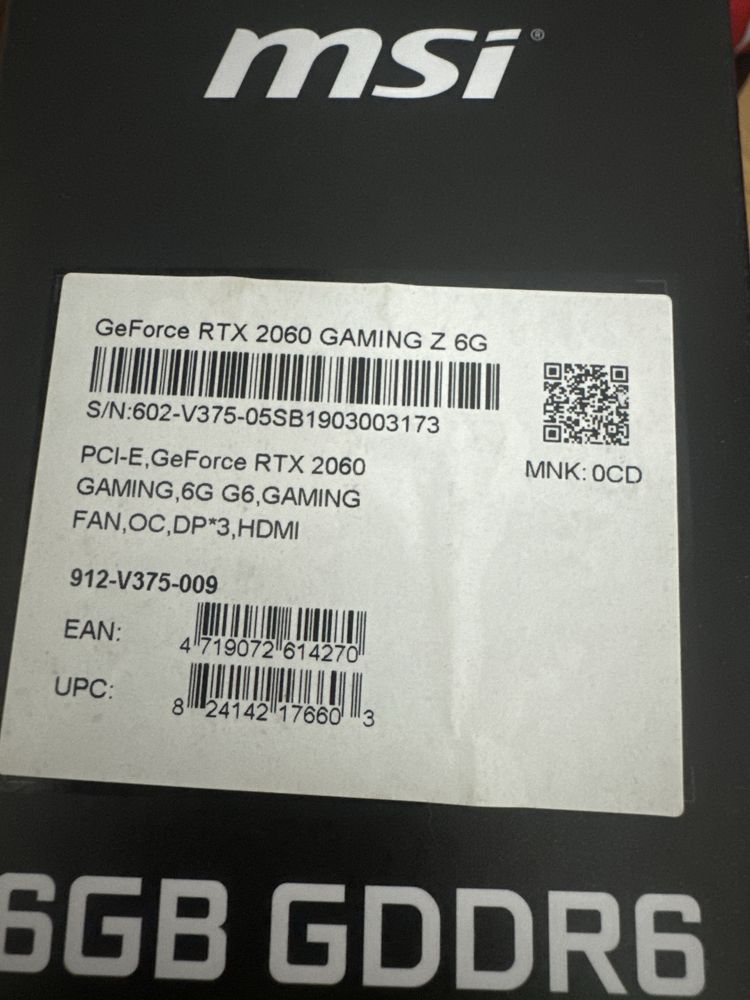 msi®
GeForce RTX 2060 GAMING Z 6G
S/N:602-V375-05SB1903003173
MNK: 0CD
PCI-E,GeForce RTX 2060
GAMING,6G G6,GAMING
FAN,OC,DP*3,HDMI
912-V375-009
EAN:
4 719072 614270
UPC:
8 24142 17660 3
6GB GDDR6